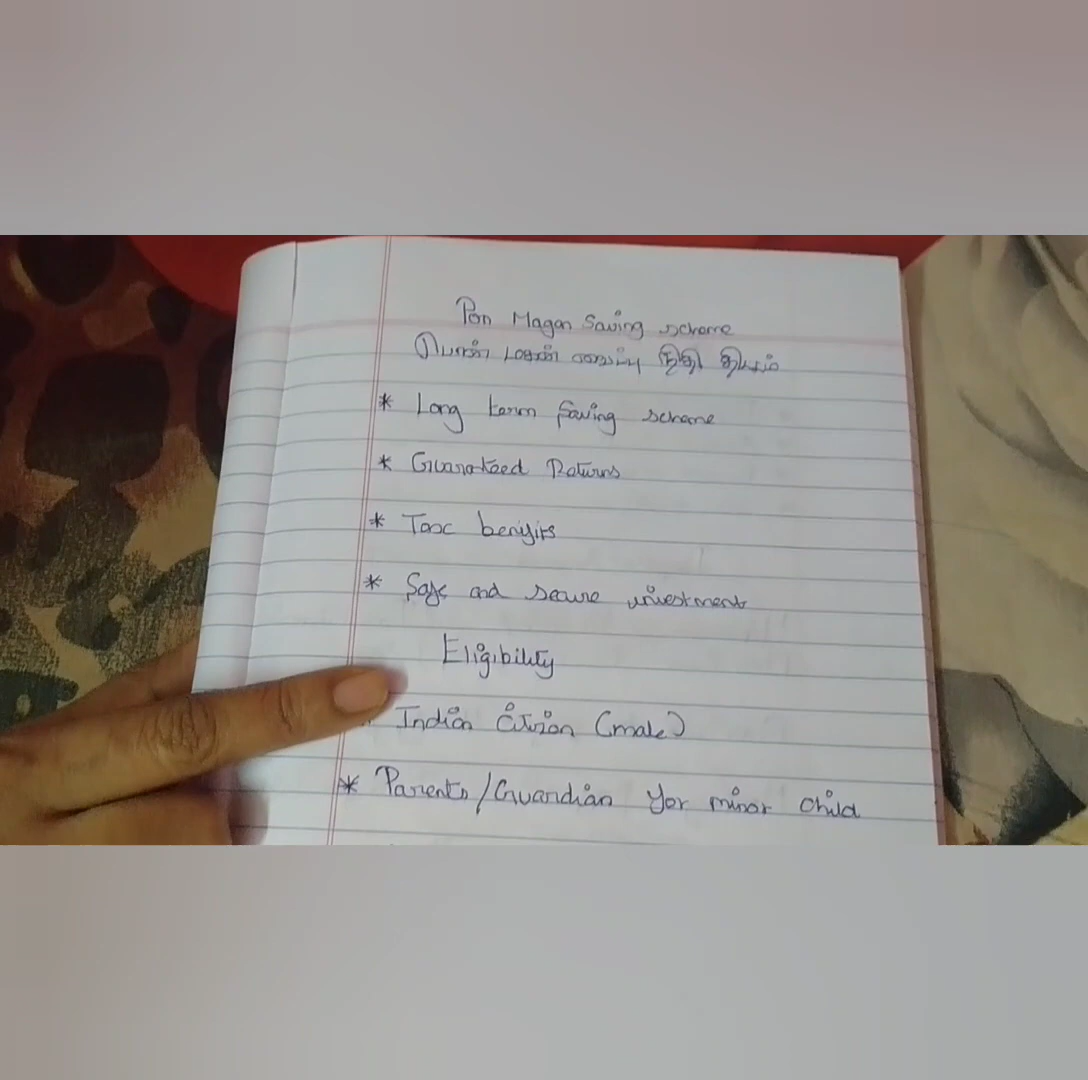 Pon Magan Saving scheme
பொன் மகன் வைப்பு நிதி
* Long term Saving scheme
* Guaranteed Returns
* Tax benefits
* Safe and secure investment
Eligibility
Indian Citizen (male)
* Parents/Guardian for minor child